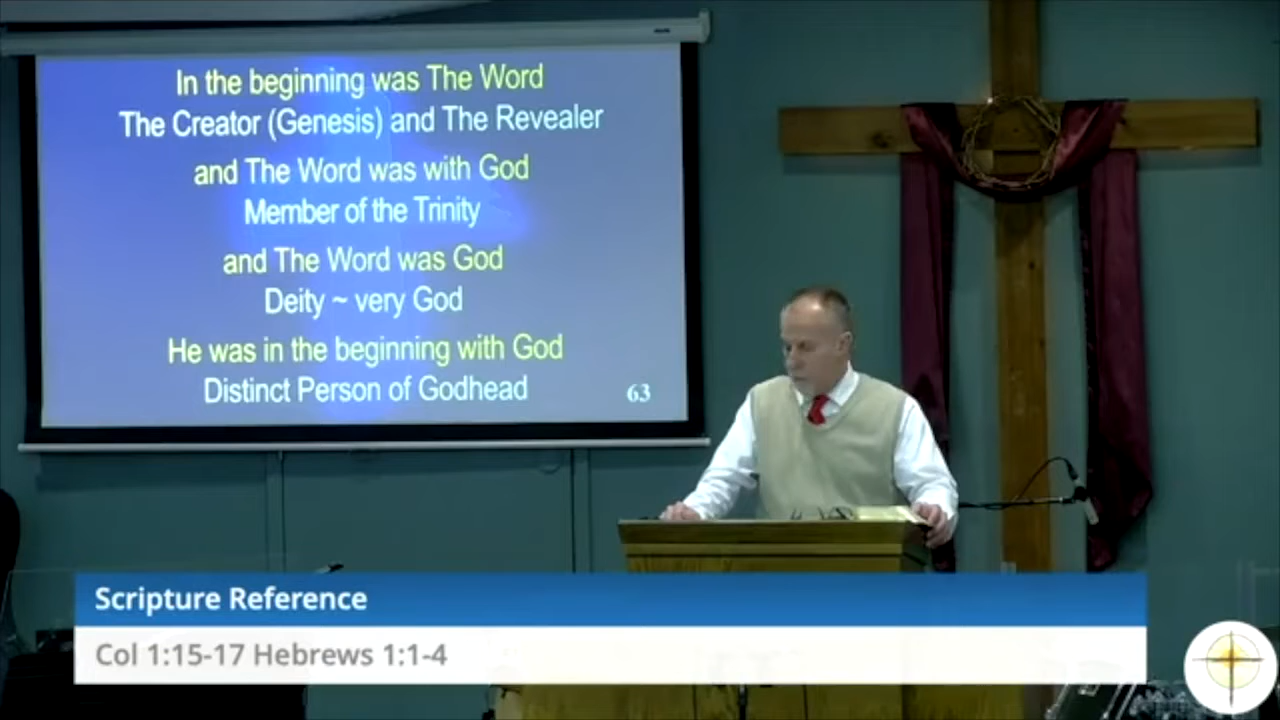 In the beginning was The Word
The Creator (Genesis) and The Revealer
and The Word was with God
Member of the Trinity
and The Word was God
Deity ~ very God
He was in the beginning with God
Distinct Person of Godhead
63
Scripture Reference
Col 1:15-17 Hebrews 1:1-4